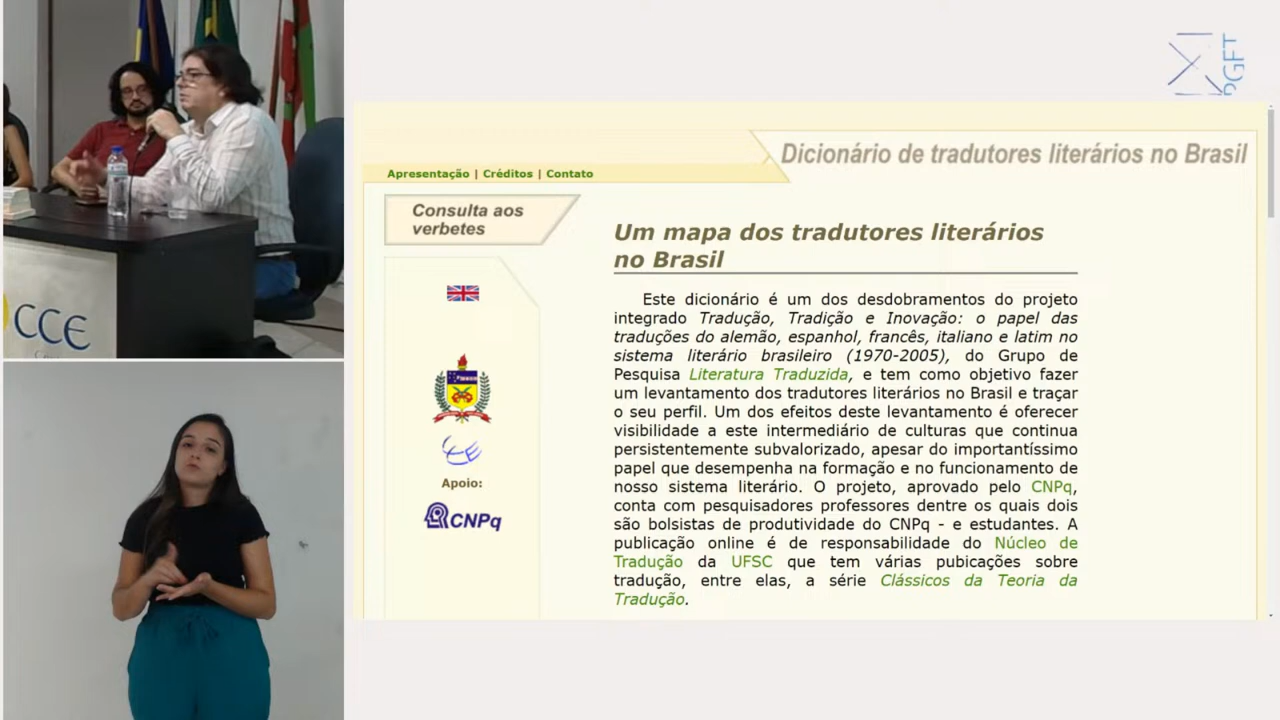 PGFT
Dicionário de tradutores literários no Brasil
Apresentação | Créditos | Contato
Consulta aos
verbetes
Um mapa dos tradutores literários
no Brasil
Este dicionário é um dos desdobramentos do projeto
integrado Tradução, Tradição e Inovação: o papel das
traduções do alemão, espanhol, francês, italiano e latim no
sistema literário brasileiro (1970-2005), do Grupo de
Pesquisa Literatura Traduzida, e tem como objetivo fazer
um levantamento dos tradutores literários no Brasil e traçar
o seu perfil. Um dos efeitos deste levantamento é oferecer
visibilidade a este intermediário de culturas que continua
persistentemente subvalorizado, apesar do importantíssimo
papel que desempenha na formação e no funcionamento de
nosso sistema literário. O projeto, aprovado pelo CNPq,
conta com pesquisadores professores dentre os quais dois
são bolsistas de produtividade do CNPq - e estudantes. A
publicação online é de responsabilidade do Núcleo de
Tradução da UFSC que tem várias pubicações sobre
tradução, entre elas, a série Clássicos da Teoria da
Tradução.
CCE
Apoio:
CNPq
CCE